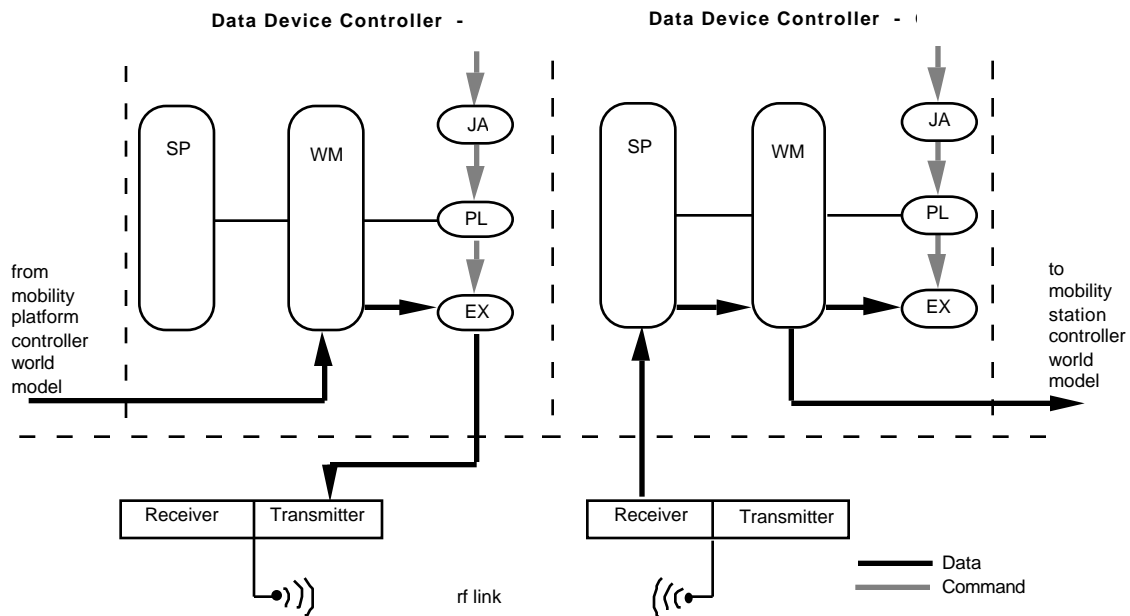 Data Device Controller -
Data Device Controller -
JA
SP
WM
PL
EX
JA
SP
WM
PL
EX
from
mobility
platform
controller
world
model
to
mobility
station
controller
world
model
Receiver
Transmitter
Receiver
Transmitter
rf link
Data
Command